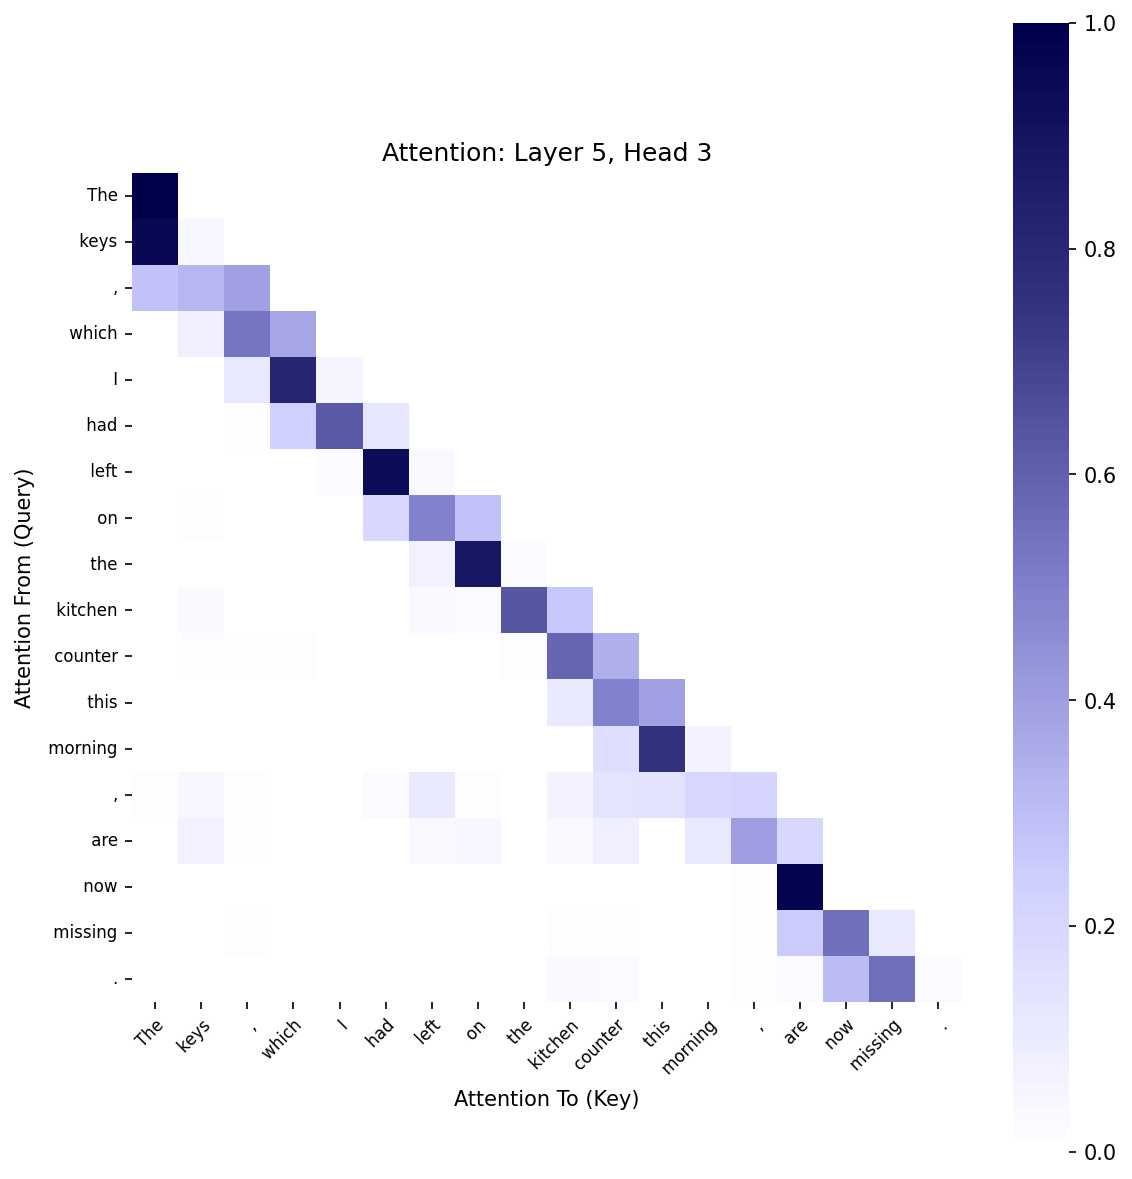 Attention: Layer 5, Head 3
Attention From (Query)
The
keys
,
which
I
had
left
on
the
kitchen
counter
this
morning
,
are
now
missing
.
The
keys
,
which
I
had
left
on
the
kitchen
counter
this
morning
,
are
now
missing
.
Attention To (Key)
1.0
0.8
0.6
0.4
0.2
0.0